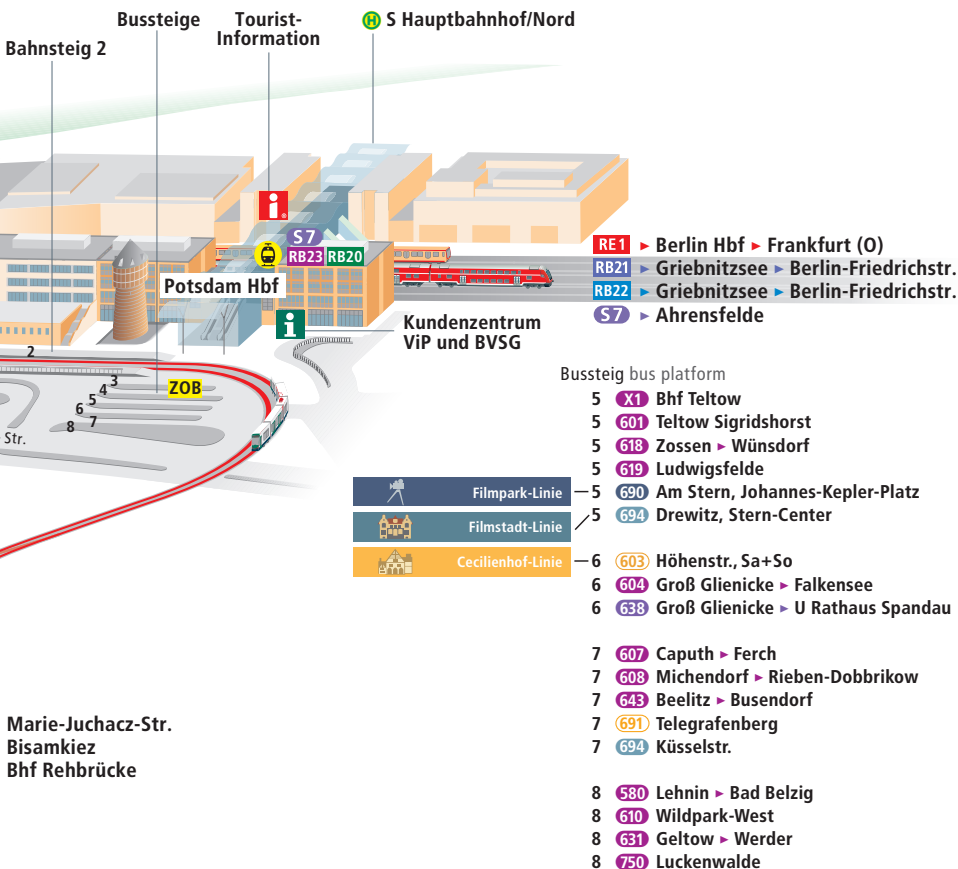 Bussteige
Tourist-
Information
H S Hauptbahnhof/Nord
Bahnsteig 2
i
S7
RB23 RB20
Potsdam Hbf
i
Kundenzentrum
ViP und BVSG
RE1 ► Berlin Hbf ► Frankfurt (O)
RB21 ► Griebnitzsee ► Berlin-Friedrichstr.
RB22 ► Griebnitzsee ► Berlin-Friedrichstr.
S7 ► Ahrensfelde
2
3
4
5
6
7
8
ZOB
Str.
Bussteig bus platform
5 X1 Bhf Teltow
5 601 Teltow Sigridshorst
5 618 Zossen ► Wünsdorf
5 619 Ludwigsfelde
Filmpark-Linie 5 690 Am Stern, Johannes-Kepler-Platz
Filmstadt-Linie 5 694 Drewitz, Stern-Center
Cecilienhof-Linie 6 603 Höhenstr., Sa+So
6 604 Groß Glienicke ► Falkensee
6 638 Groß Glienicke ► U Rathaus Spandau
7 607 Caputh ► Ferch
7 608 Michendorf ► Rieben-Dobbrikow
7 643 Beelitz ► Busendorf
7 691 Telegrafenberg
7 694 Küsselstr.
8 580 Lehnin ► Bad Belzig
8 610 Wildpark-West
8 631 Geltow ► Werder
8 750 Luckenwalde
Marie-Juchacz-Str.
Bisamkiez
Bhf Rehbrücke